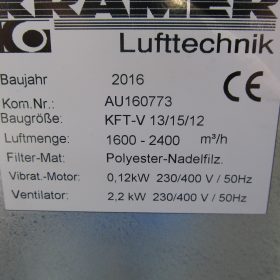 KRAMER
Lufttechnik
Baujahr 2016
Kom.Nr.: AU160773
Baugröße: KFT-V 13/15/12
Luftmenge: 1600 - 2400 m³/h
Filter-Mat: Polyester-Nadelfilz.
Vibrat.-Motor: 0,12kW 230/400 V / 50Hz
Ventilator: 2,2 kW 230/400 V / 50Hz
CE